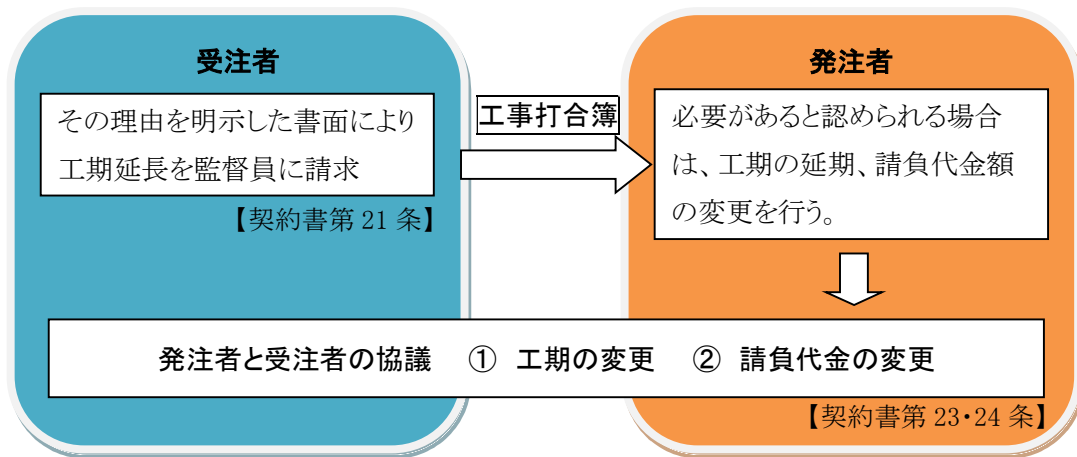 受注者
その理由を明示した書面により
工期延長を監督員に請求
【契約書第 21 条】
工事打合簿
発注者
必要があると認められる場合
は、工期の延期、請負代金額
の変更を行う。
発注者と受注者の協議　①　工期の変更　②　請負代金の変更
【契約書第 23・24 条】